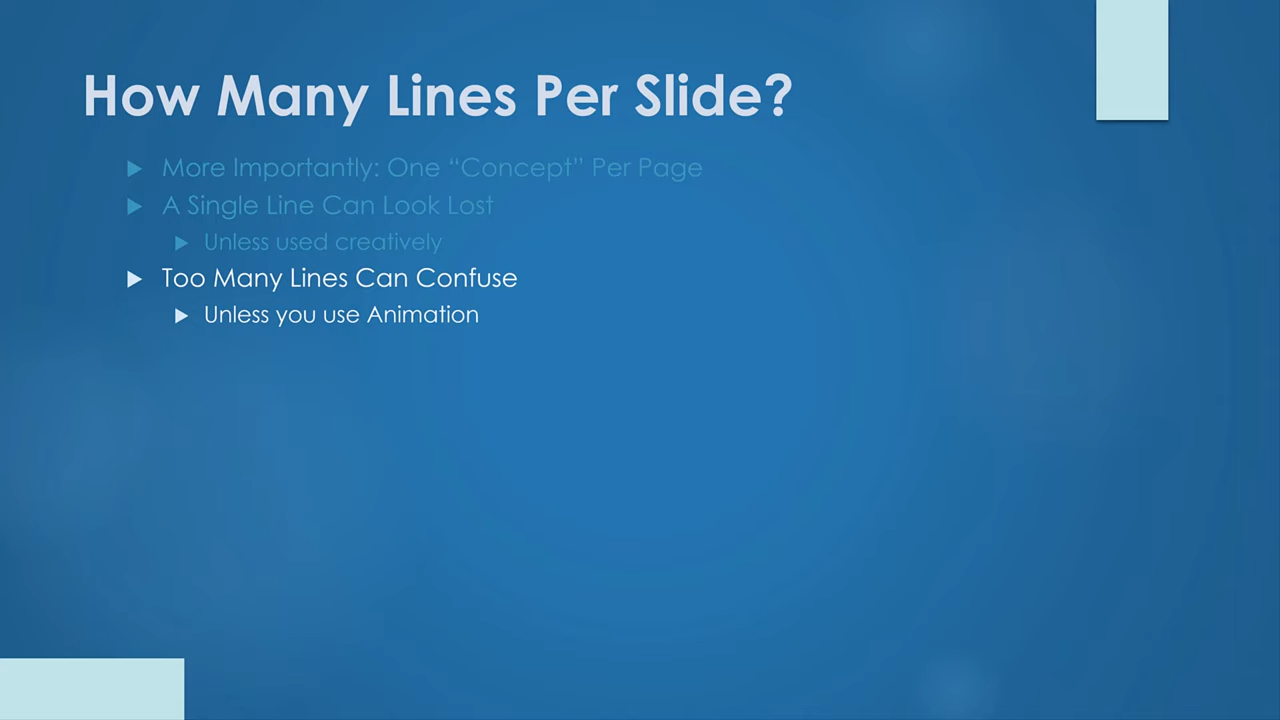 How Many Lines Per Slide?
More Importantly: One “Concept” Per Page
A Single Line Can Look Lost
Unless used creatively
Too Many Lines Can Confuse
Unless you use Animation